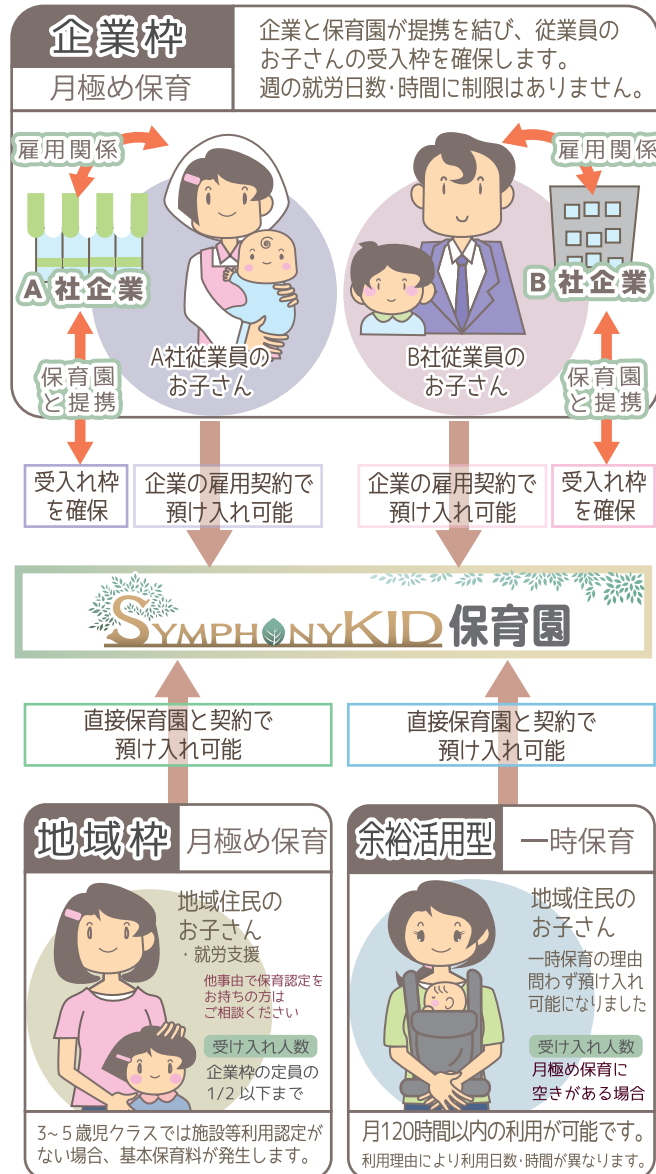 企業枠
月極め保育
企業と保育園が提携を結び、従業員の
お子さんの受入枠を確保します。
週の就労日数・時間に制限はありません。
雇用関係
雇用関係
A 社企業
B 社企業
A社従業員の
お子さん
B社従業員の
お子さん
保育園
と提携
保育園
と提携
受入れ枠
を確保
企業の雇用契約で
預け入れ可能
企業の雇用契約で
預け入れ可能
受入れ枠
を確保
SYMPHONYKID 保育園
直接保育園と契約で
預け入れ可能
直接保育園と契約で
預け入れ可能
地域枠
月極め保育
地域住民の
お子さん
・就労支援
他事由で保育認定を
お持ちの方は
ご相談ください
受け入れ人数
企業枠の定員の
1/2 以下まで
3~5歳児クラスでは施設等利用認定が
ない場合、基本保育料が発生します。
余裕活用型
一時保育
地域住民の
お子さん
一時保育の理由
問わず預け入れ
可能になりました
受け入れ人数
月極め保育に
空きがある場合
月120時間以内の利用が可能です。
利用理由により利用日数・時間が異なります。